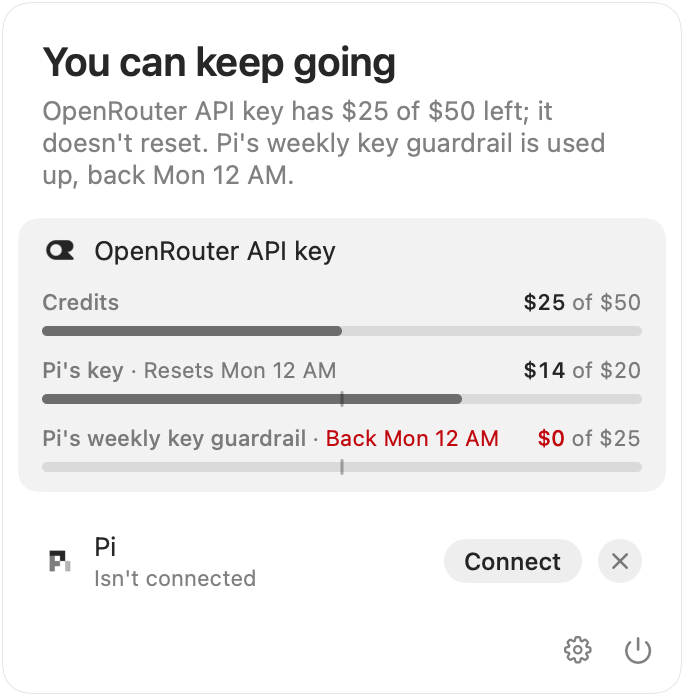 You can keep going
OpenRouter API key has $25 of $50 left; it
doesn't reset. Pi's weekly key guardrail is used
up, back Mon 12 AM.
OpenRouter API key
Credits $25 of $50
Pi's key · Resets Mon 12 AM $14 of $20
Pi's weekly key guardrail · Back Mon 12 AM $0 of $25
Pi
Isn't connected
Connect